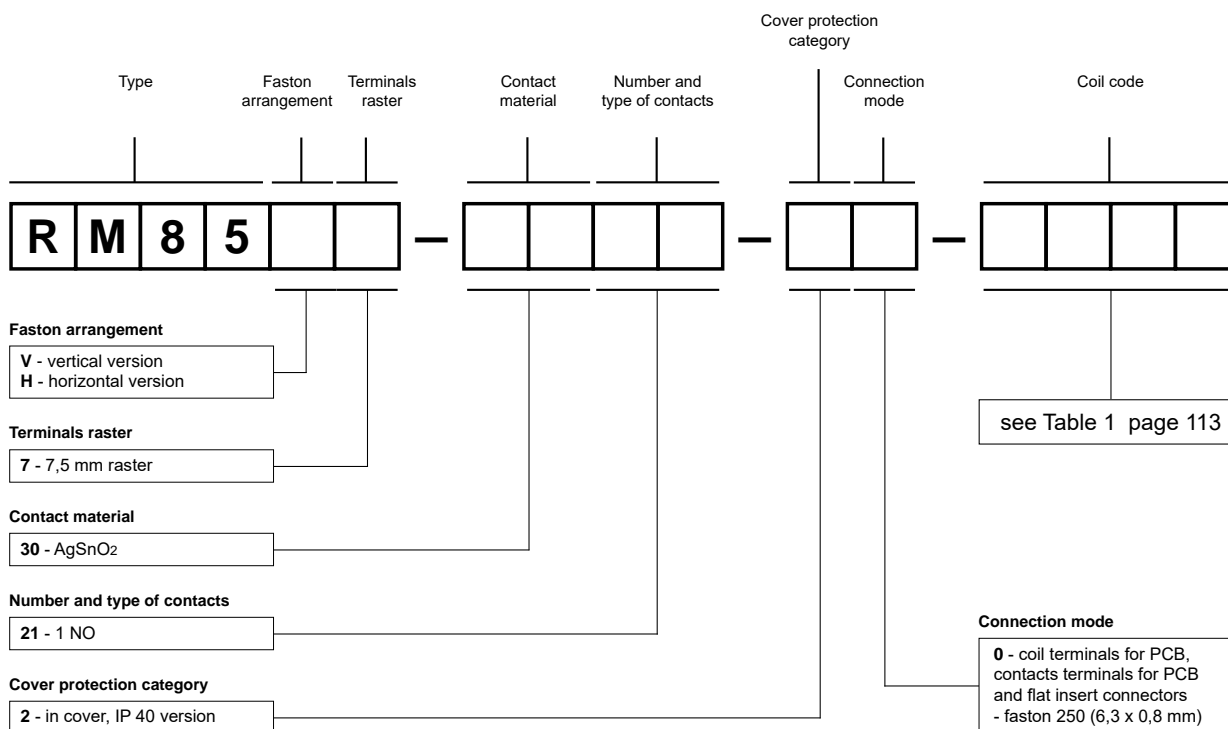 Cover protection
category
Type
Faston
arrangement
Terminals
raster
Contact
material
Number and
type of contacts
Connection
mode
Coil code
R M 8 5 – – –
Faston arrangement
V - vertical version
H - horizontal version
Terminals raster
7 - 7,5 mm raster
Contact material
30 - AgSnO2
Number and type of contacts
21 - 1 NO
Cover protection category
2 - in cover, IP 40 version
see Table 1 page 113
Connection mode
0 - coil terminals for PCB,
contacts terminals for PCB
and flat insert connectors
- faston 250 (6,3 x 0,8 mm)